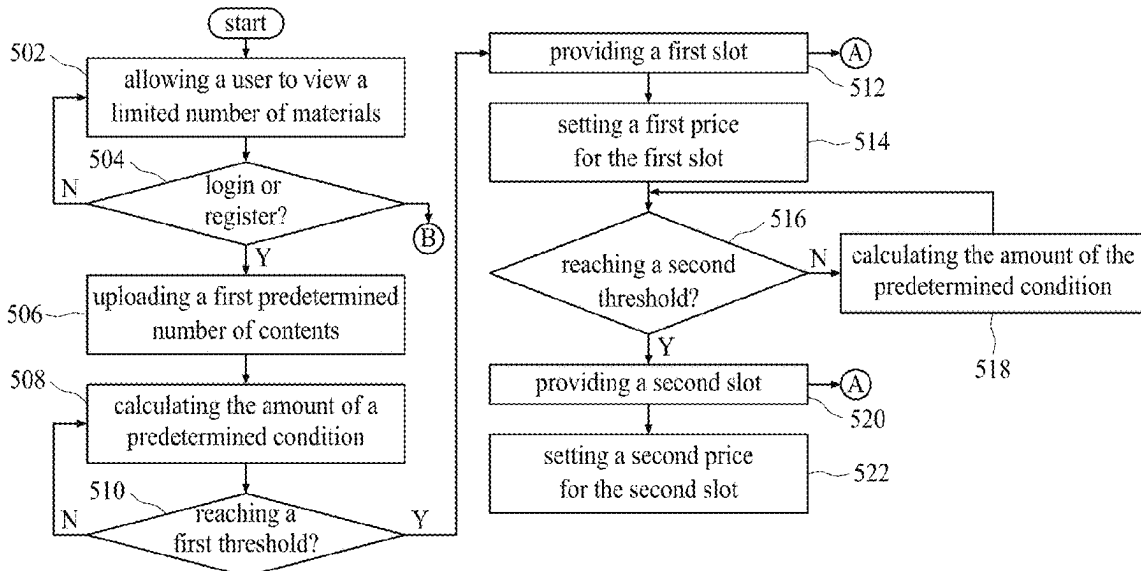 start
502
allowing a user to view a
limited number of materials
504
login or
register?
N
B
Y
506
uploading a first predetermined
number of contents
508
calculating the amount of a
predetermined condition
510
reaching a
first threshold?
N
Y
providing a first slot
A
512
setting a first price
for the first slot
514
516
reaching a second
threshold?
N
calculating the amount of the
predetermined condition
518
Y
providing a second slot
A
520
setting a second price
for the second slot
522